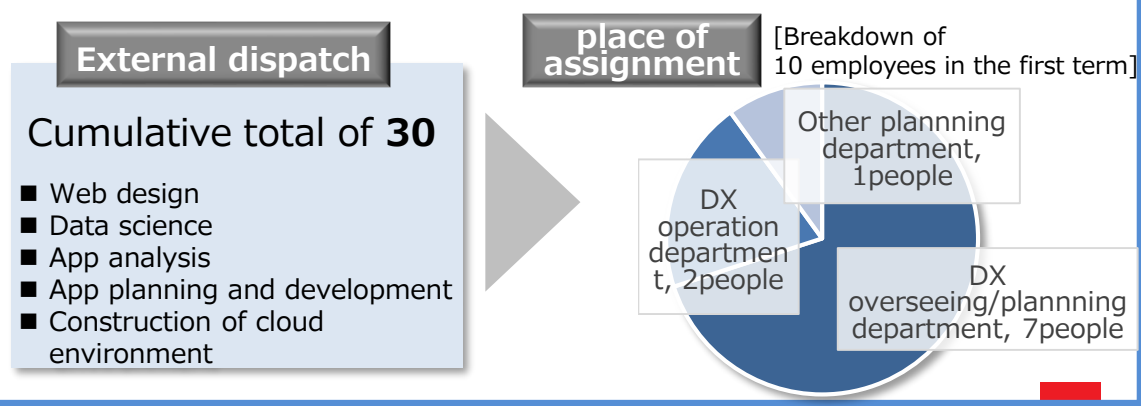 External dispatch
Cumulative total of 30
■ Web design
■ Data science
■ App analysis
■ App planning and development
■ Construction of cloud
environment
place of
assignment
[Breakdown of
10 employees in the first term]
Other plannning
department,
1people
DX
operation
departmen
t, 2people
DX
overseeing/plannning
department, 7people